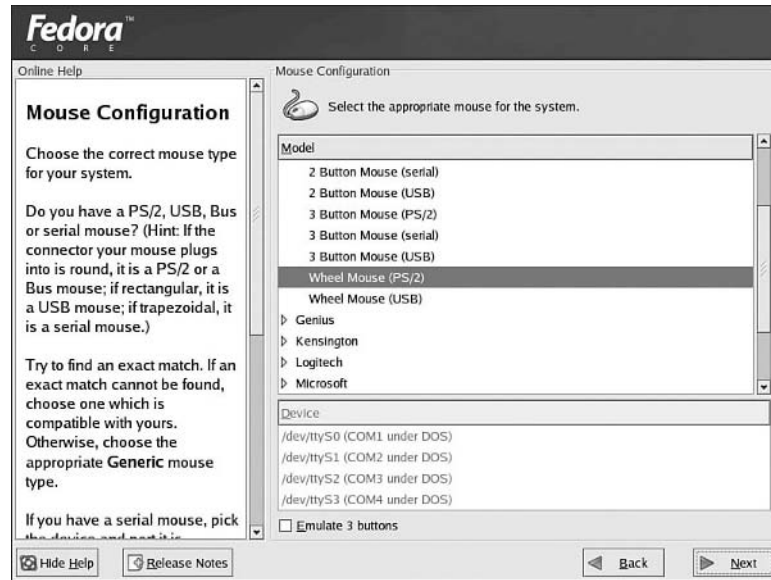 Fedora™
CORE
Online Help
Mouse Configuration
Choose the correct mouse type
for your system.
Do you have a PS/2, USB, Bus
or serial mouse? (Hint: If the
connector your mouse plugs
into is round, it is a PS/2 or a
Bus mouse; if rectangular, it is
a USB mouse; if trapezoidal, it
is a serial mouse.)
Try to find an exact match. If an
exact match cannot be found,
choose one which is
compatible with yours.
Otherwise, choose the
appropriate Generic mouse
type.
If you have a serial mouse, pick
Mouse Configuration
Select the appropriate mouse for the system.
Model
2 Button Mouse (serial)
2 Button Mouse (USB)
3 Button Mouse (PS/2)
3 Button Mouse (serial)
3 Button Mouse (USB)
Wheel Mouse (PS/2)
Wheel Mouse (USB)
Genius
Kensington
Logitech
Microsoft
Device
/dev/ttyS0 (COM1 under DOS)
/dev/ttyS1 (COM2 under DOS)
/dev/ttyS2 (COM3 under DOS)
/dev/ttyS3 (COM4 under DOS)
Emulate 3 buttons
Hide Help
Release Notes
Back
Next